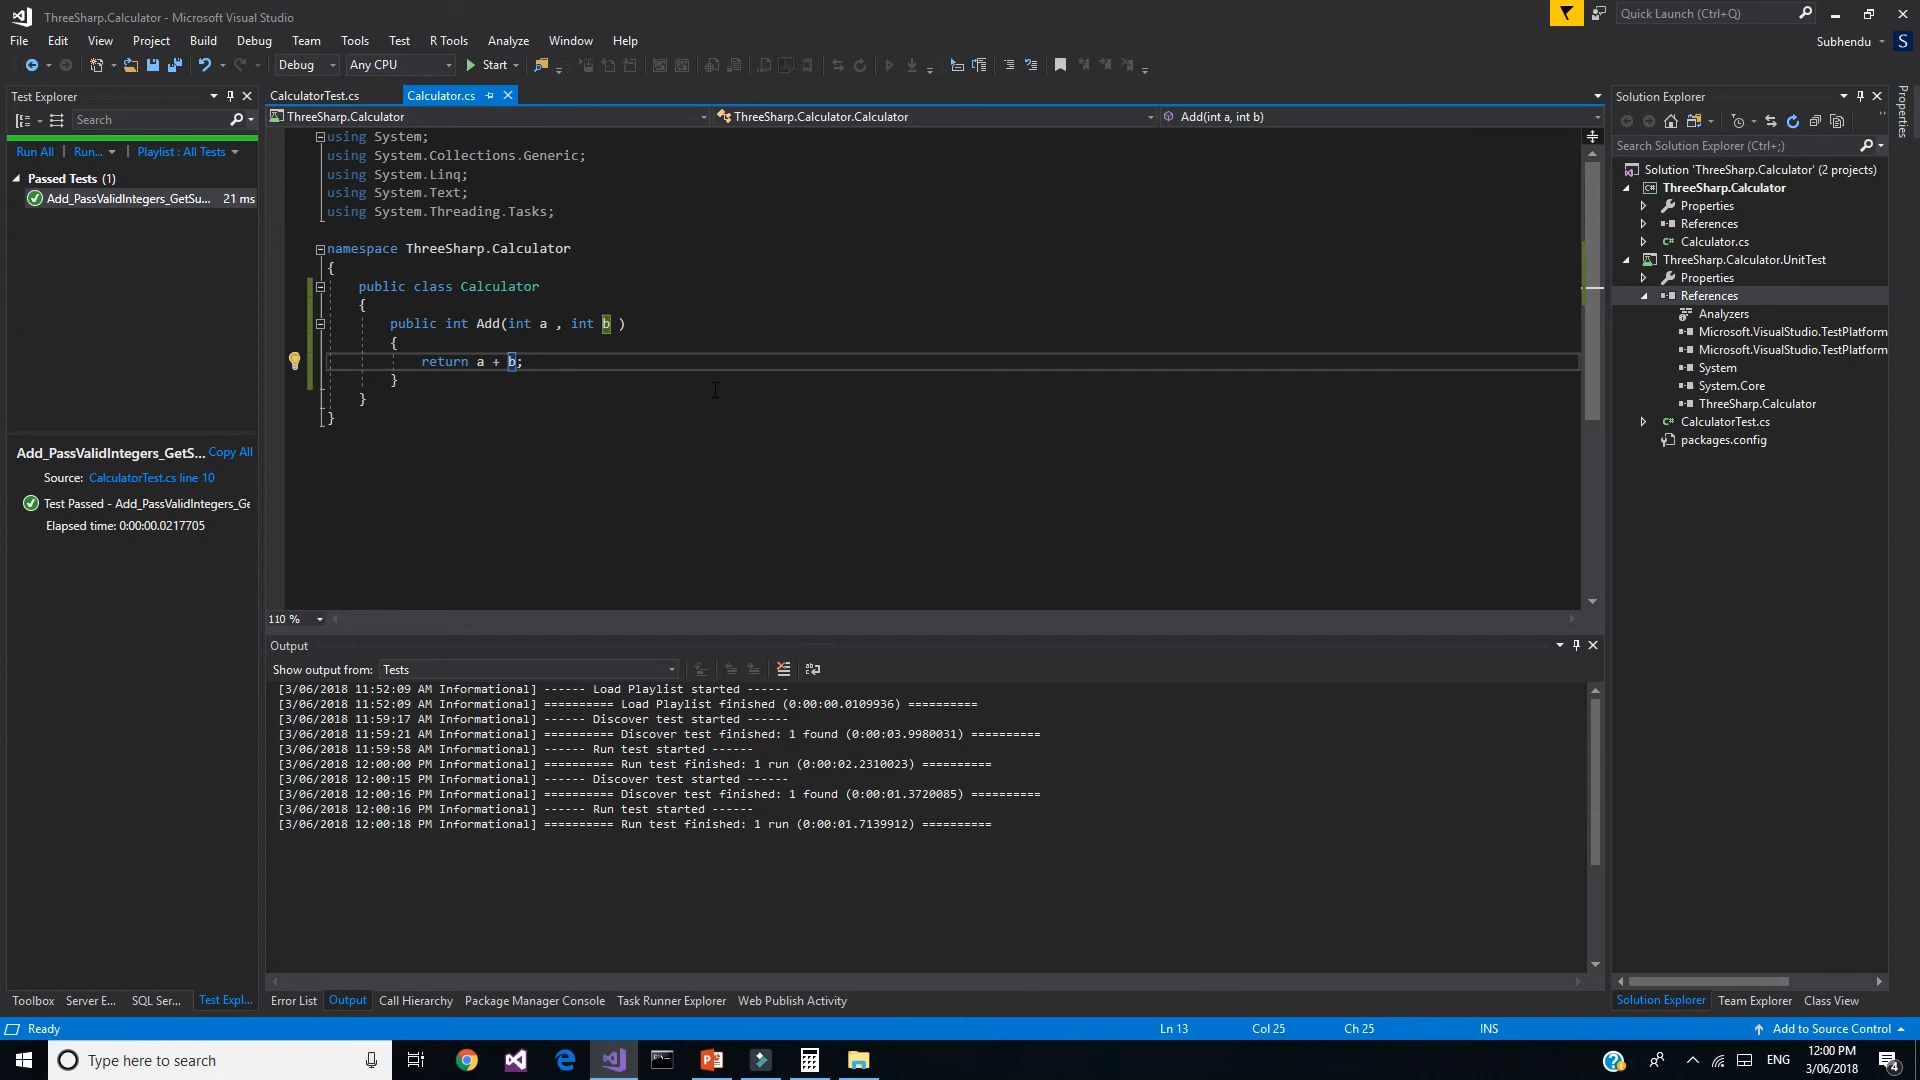 ThreeSharp.Calculator - Microsoft Visual Studio
Quick Launch (Ctrl+Q)
File Edit View Project Build Debug Team Tools Test R Tools Analyze Window Help
Subhendu S
Debug Any CPU Start
Test Explorer
Search
Run All | Run... | Playlist : All Tests
Passed Tests (1)
Add_PassValidIntegers_GetSu... 21 ms
Add_PassValidIntegers_GetS... Copy All
Source: CalculatorTest.cs line 10
Test Passed - Add_PassValidIntegers_Ge
Elapsed time: 0:00:00.0217705
Toolbox Server E... SQL Ser... Test Expl...
CalculatorTest.cs Calculator.cs
ThreeSharp.Calculator ThreeSharp.Calculator.Calculator Add(int a, int b)
using System;
using System.Collections.Generic;
using System.Linq;
using System.Text;
using System.Threading.Tasks;
namespace ThreeSharp.Calculator
{
public class Calculator
{
public int Add(int a , int b )
{
return a + b;
}
}
}
110 %
Output
Show output from: Tests
[3/06/2018 11:52:09 AM Informational] ------ Load Playlist started ------
[3/06/2018 11:52:09 AM Informational] ========== Load Playlist finished (0:00:00.0109936) ==========
[3/06/2018 11:59:17 AM Informational] ------ Discover test started ------
[3/06/2018 11:59:21 AM Informational] ========== Discover test finished: 1 found (0:00:03.9980031) ==========
[3/06/2018 11:59:58 AM Informational] ------ Run test started ------
[3/06/2018 12:00:00 PM Informational] ========== Run test finished: 1 run (0:00:02.2310023) ==========
[3/06/2018 12:00:15 PM Informational] ------ Discover test started ------
[3/06/2018 12:00:16 PM Informational] ========== Discover test finished: 1 found (0:00:01.3720085) ==========
[3/06/2018 12:00:16 PM Informational] ------ Run test started ------
[3/06/2018 12:00:18 PM Informational] ========== Run test finished: 1 run (0:00:01.7139912) ==========
Error List Output Call Hierarchy Package Manager Console Task Runner Explorer Web Publish Activity
Solution Explorer
Search Solution Explorer (Ctrl+;)
Solution 'ThreeSharp.Calculator' (2 projects)
ThreeSharp.Calculator
Properties
References
Calculator.cs
ThreeSharp.Calculator.UnitTest
Properties
References
Analyzers
Microsoft.VisualStudio.TestPlatform
Microsoft.VisualStudio.TestPlatform
System
System.Core
ThreeSharp.Calculator
CalculatorTest.cs
packages.config
Solution Explorer Team Explorer Class View
Properties
Ready Ln 13 Col 25 Ch 25 INS Add to Source Control
Type here to search
ENG
12:00 PM
3/06/2018
4